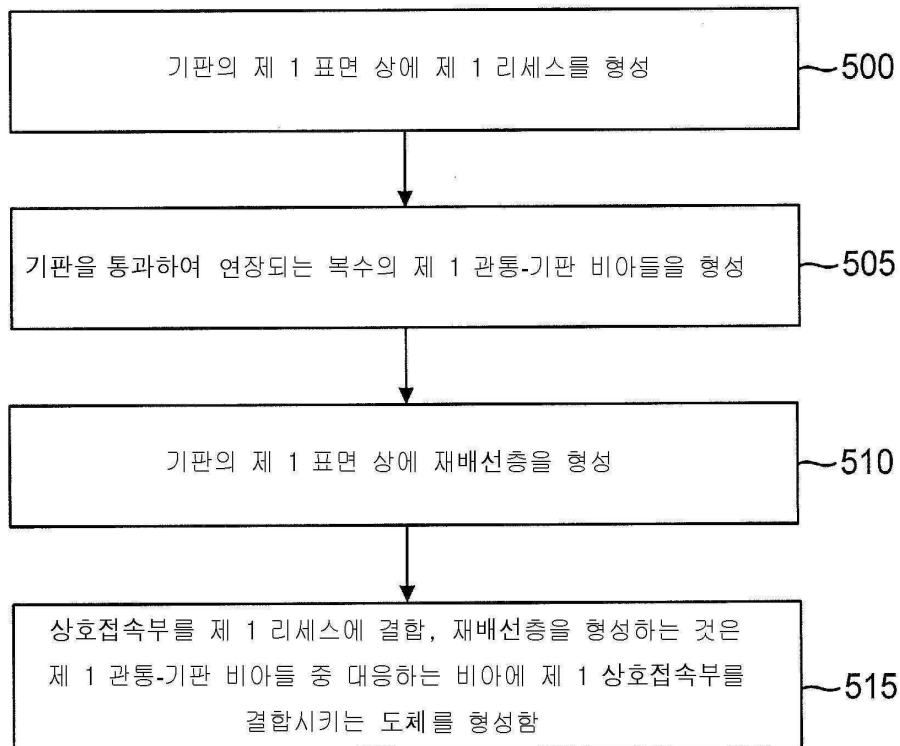 기판의 제 1 표면 상에 제 1 리세스를 형성
500
기판을 통과하여 연장되는 복수의 제 1 관통-기판 비아들을 형성
505
기판의 제 1 표면 상에 재배선층을 형성
510
상호접속부를 제 1 리세스에 결합, 재배선층을 형성하는 것은
제 1 관통-기판 비아들 중 대응하는 비아에 제 1 상호접속부를
결합시키는 도체를 형성함
515